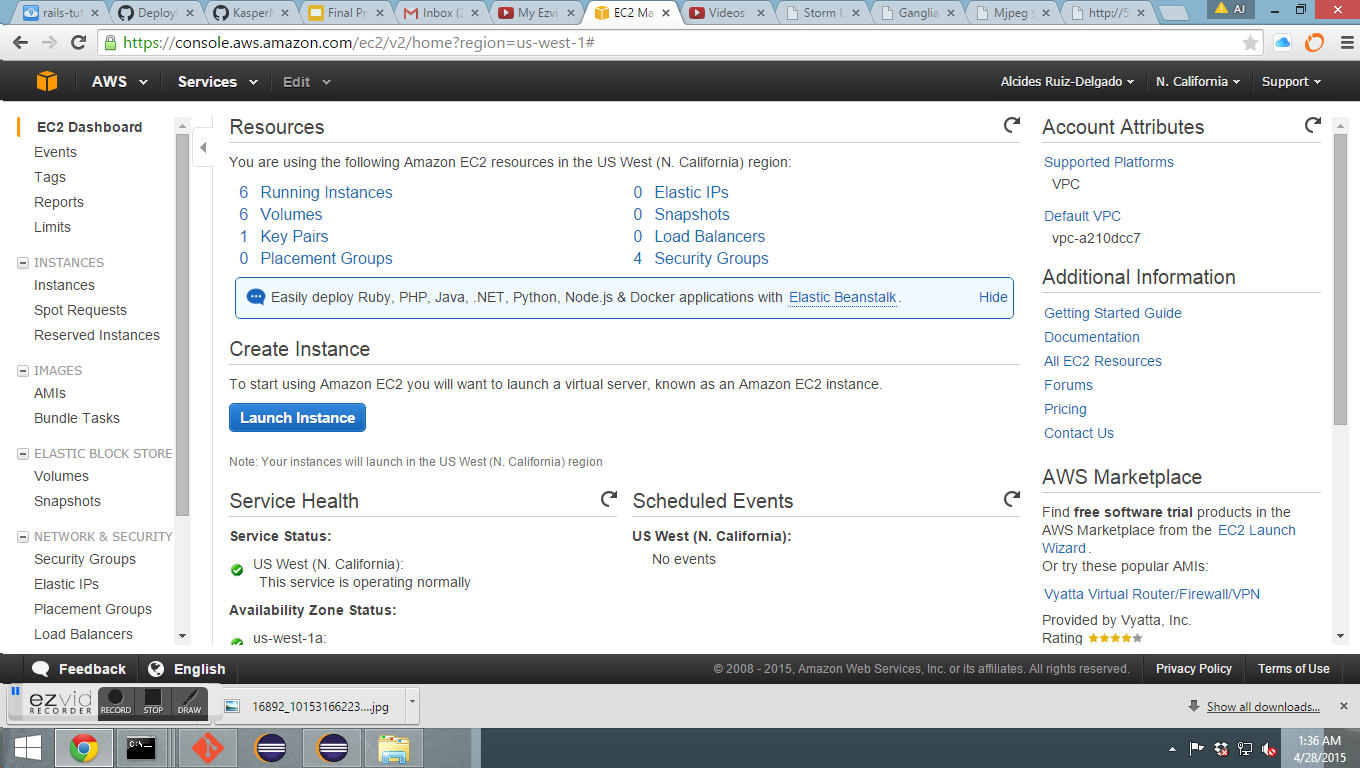 rails-tut
Deployi
KasperM
Final Pr
Inbox (2
My Ezvi
EC2 Ma
Videos
Storm U
Ganglia
Mjpeg s
http://5
AJ
https://console.aws.amazon.com/ec2/v2/home?region=us-west-1#
AWS
Services
Edit
Alcides Ruiz-Delgado
N. California
Support
EC2 Dashboard
Events
Tags
Reports
Limits
INSTANCES
Instances
Spot Requests
Reserved Instances
IMAGES
AMIs
Bundle Tasks
ELASTIC BLOCK STORE
Volumes
Snapshots
NETWORK & SECURITY
Security Groups
Elastic IPs
Placement Groups
Load Balancers
Resources
You are using the following Amazon EC2 resources in the US West (N. California) region:
6 Running Instances
0 Elastic IPs
6 Volumes
0 Snapshots
1 Key Pairs
0 Load Balancers
0 Placement Groups
4 Security Groups
Easily deploy Ruby, PHP, Java, .NET, Python, Node.js & Docker applications with Elastic Beanstalk.
Hide
Create Instance
To start using Amazon EC2 you will want to launch a virtual server, known as an Amazon EC2 instance.
Launch Instance
Note: Your instances will launch in the US West (N. California) region
Service Health
Service Status:
US West (N. California):
This service is operating normally
Availability Zone Status:
us-west-1a:
Scheduled Events
US West (N. California):
No events
Account Attributes
Supported Platforms
VPC
Default VPC
vpc-a210dcc7
Additional Information
Getting Started Guide
Documentation
All EC2 Resources
Forums
Pricing
Contact Us
AWS Marketplace
Find free software trial products in the
AWS Marketplace from the EC2 Launch
Wizard.
Or try these popular AMIs:
Vyatta Virtual Router/Firewall/VPN
Provided by Vyatta, Inc.
Rating
Feedback
English
© 2008 - 2015, Amazon Web Services, Inc. or its affiliates. All rights reserved.
Privacy Policy
Terms of Use
ezvid
RECORDER
RECORD
STOP
DRAW
16892_10153166223....jpg
Show all downloads...
C:\.
1:36 AM
4/28/2015